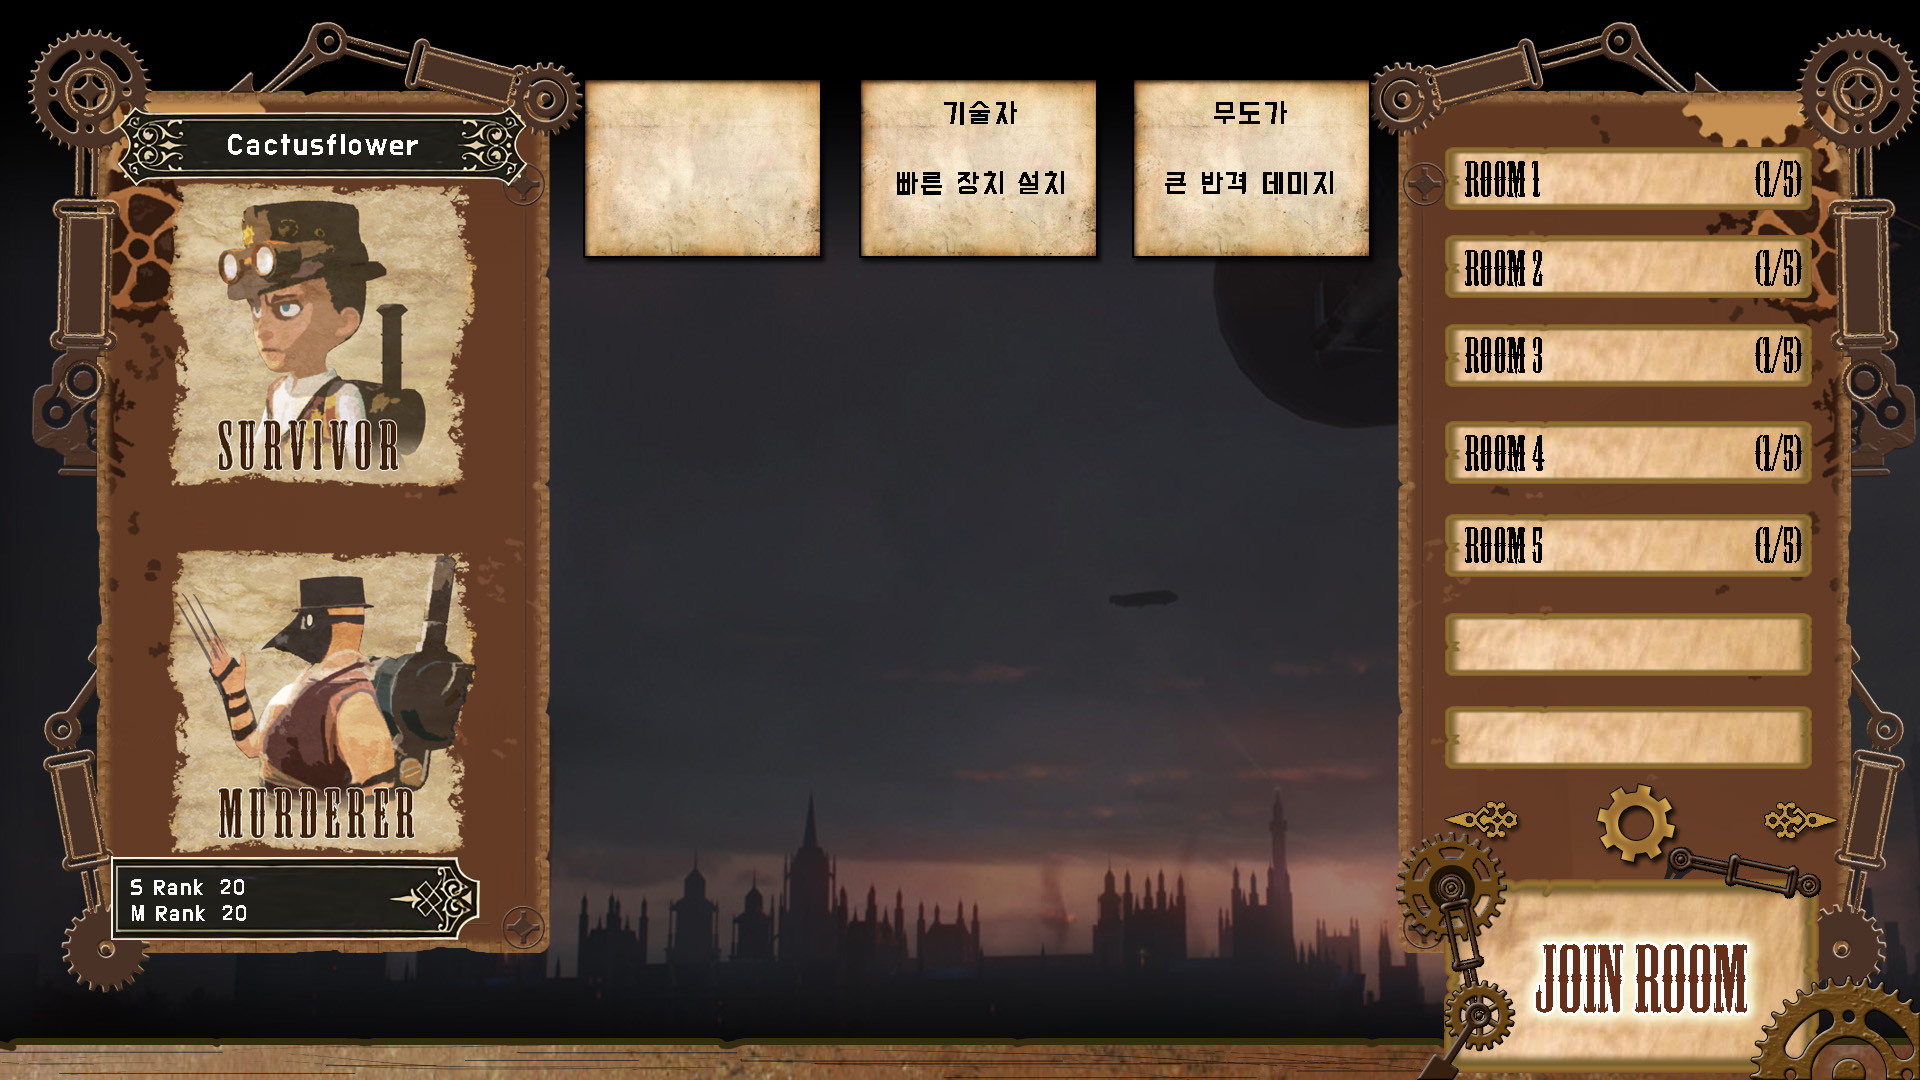 Cactusflower
SURVIVOR
MURDERER
S Rank 20
M Rank 20
기술자
빠른 장치 설치
무도가
큰 반격 데미지
ROOM 1 (1/5)
ROOM 2 (1/5)
ROOM 3 (1/5)
ROOM 4 (1/5)
ROOM 5 (1/5)
JOIN ROOM